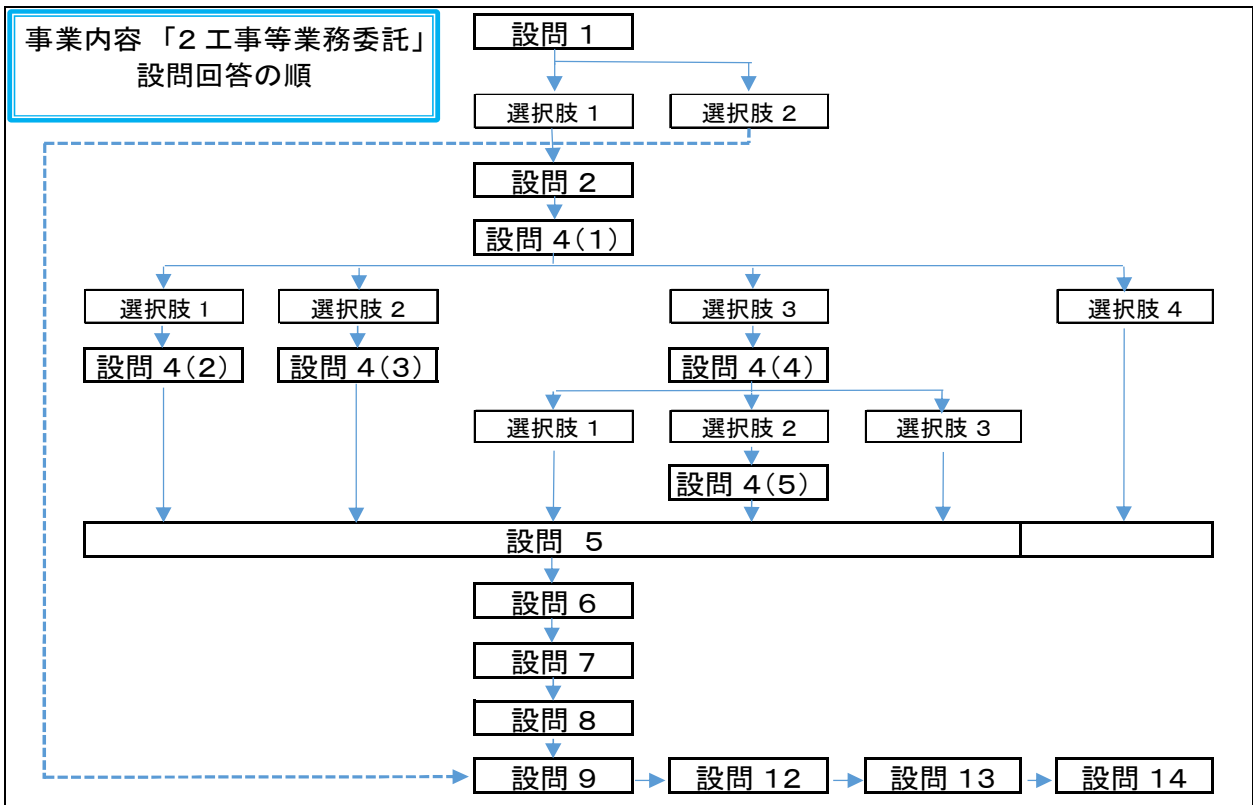 事業内容 「2 工事等業務委託」
設問回答の順
設問 1
選択肢 1
選択肢 2
設問 2
設問 4(1)
選択肢 1
選択肢 2
選択肢 3
選択肢 4
設問 4(2)
設問 4(3)
設問 4(4)
選択肢 1
選択肢 2
選択肢 3
設問 4(5)
設問 5
設問 6
設問 7
設問 8
設問 9
設問 12
設問 13
設問 14